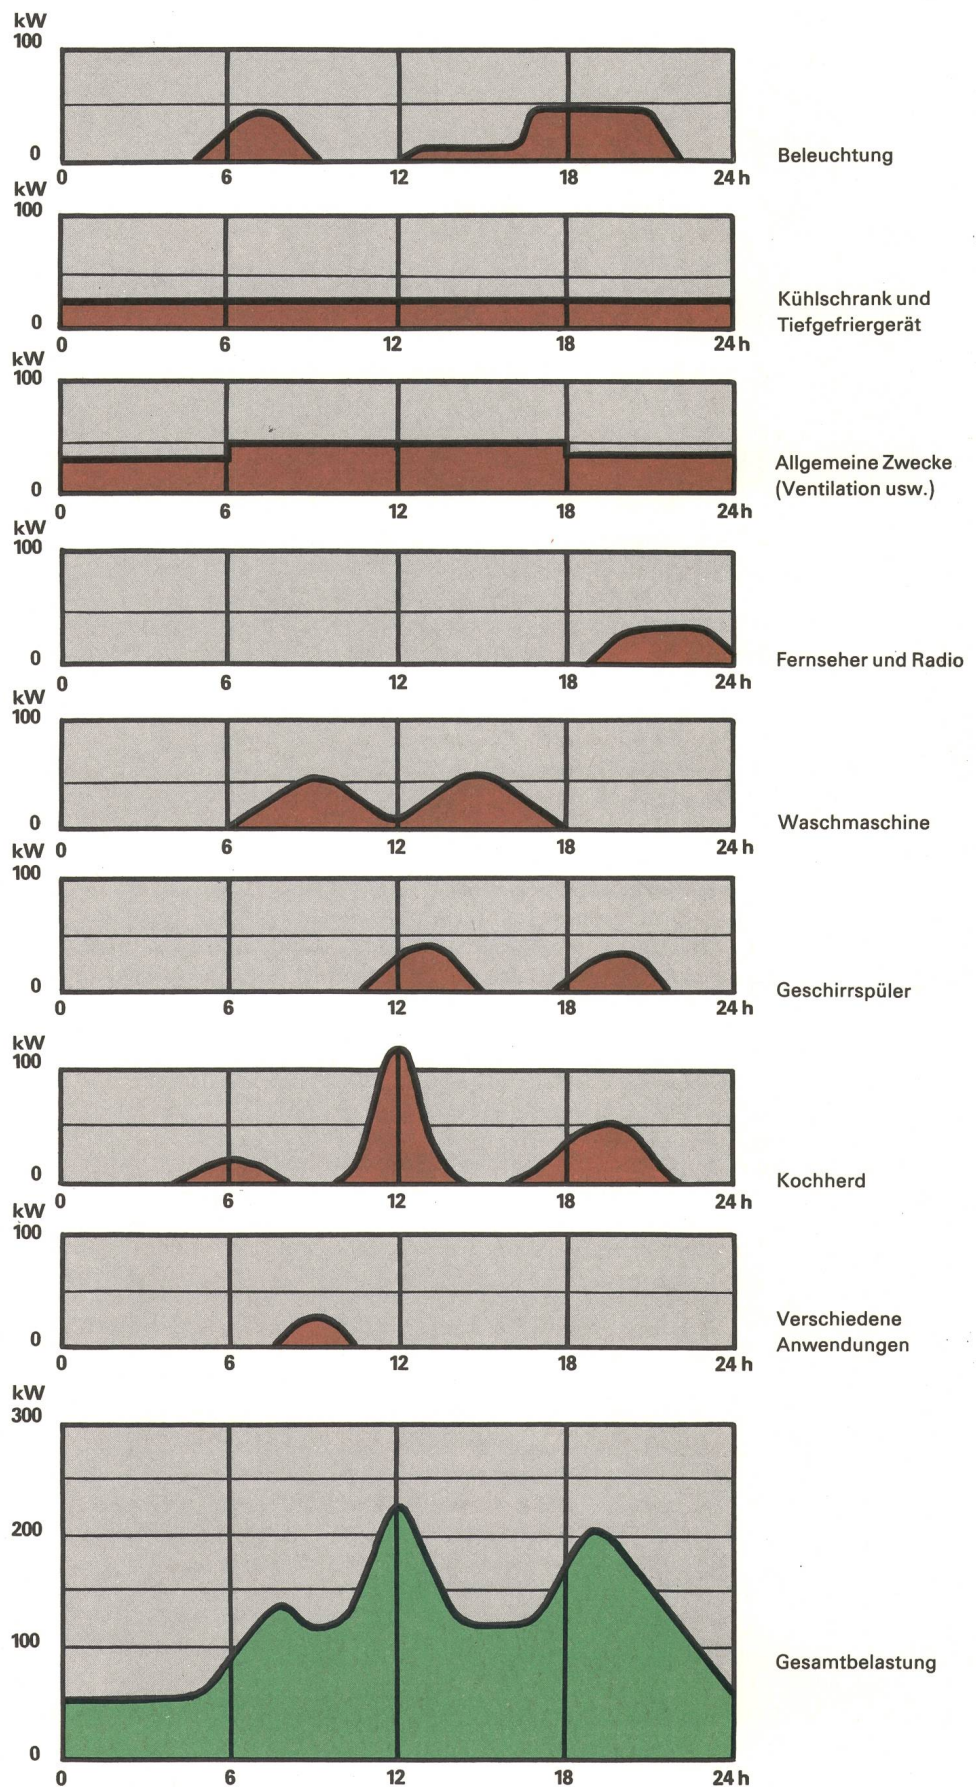 kW
100
0
0 6 12 18 24 h
Beleuchtung
kW
100
0
0 6 12 18 24 h
Kühlschrank und
Tiefgefriergerät
kW
100
0
0 6 12 18 24 h
Allgemeine Zwecke
(Ventilation usw.)
kW
100
0
0 6 12 18 24 h
Fernseher und Radio
kW
100
0
0 6 12 18 24 h
Waschmaschine
kW
100
0
0 6 12 18 24 h
Geschirrspüler
kW
100
0
0 6 12 18 24 h
Kochherd
kW
100
0
0 6 12 18 24 h
Verschiedene
Anwendungen
kW
300
200
100
0
0 6 12 18 24 h
Gesamtbelastung